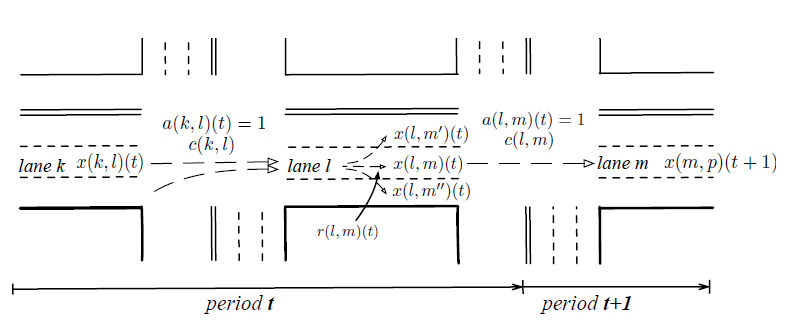 a(k, l)(t) = 1
c(k, l)
a(l, m)(t) = 1
c(l, m)
x(l, m′)(t)
lane k x(k, l)(t)
lane l
x(l, m)(t)
lane m x(m, p)(t + 1)
x(l, m′′)(t)
r(l, m)(t)
period t
period t+1